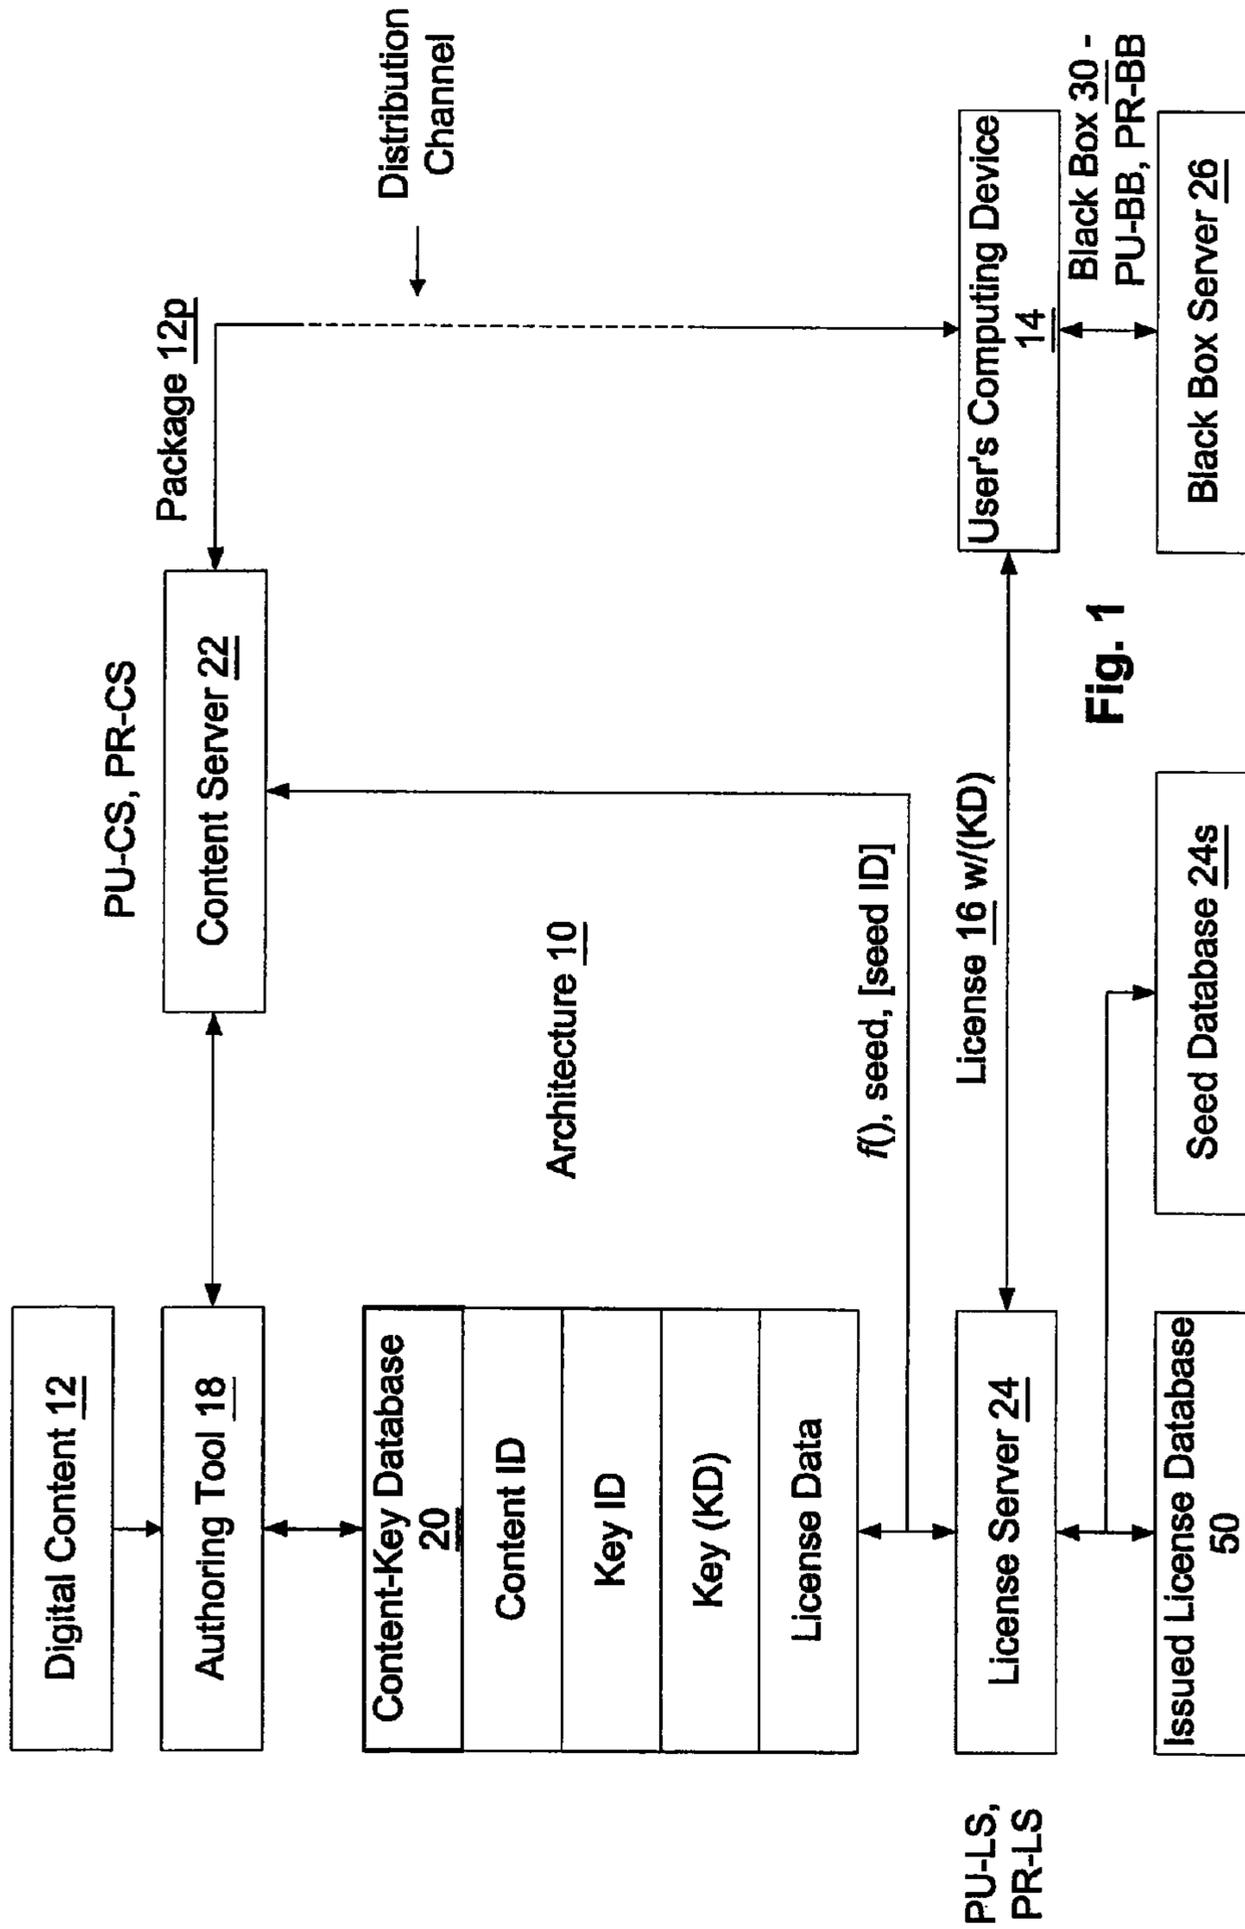 Digital Content 12
PU-CS, PR-CS
Package 12p
Authoring Tool 18
Content Server 22
Distribution
Channel
Content-Key Database
20
Content ID
Architecture 10
Key ID
Key (KD)
License Data
f(), seed, [seed ID]
PU-LS,
PR-LS
License Server 24
License 16 w/(KD)
User's Computing Device
14
Black Box 30 -
PU-BB, PR-BB
Issued License Database
50
Seed Database 24s
Black Box Server 26
Fig. 1